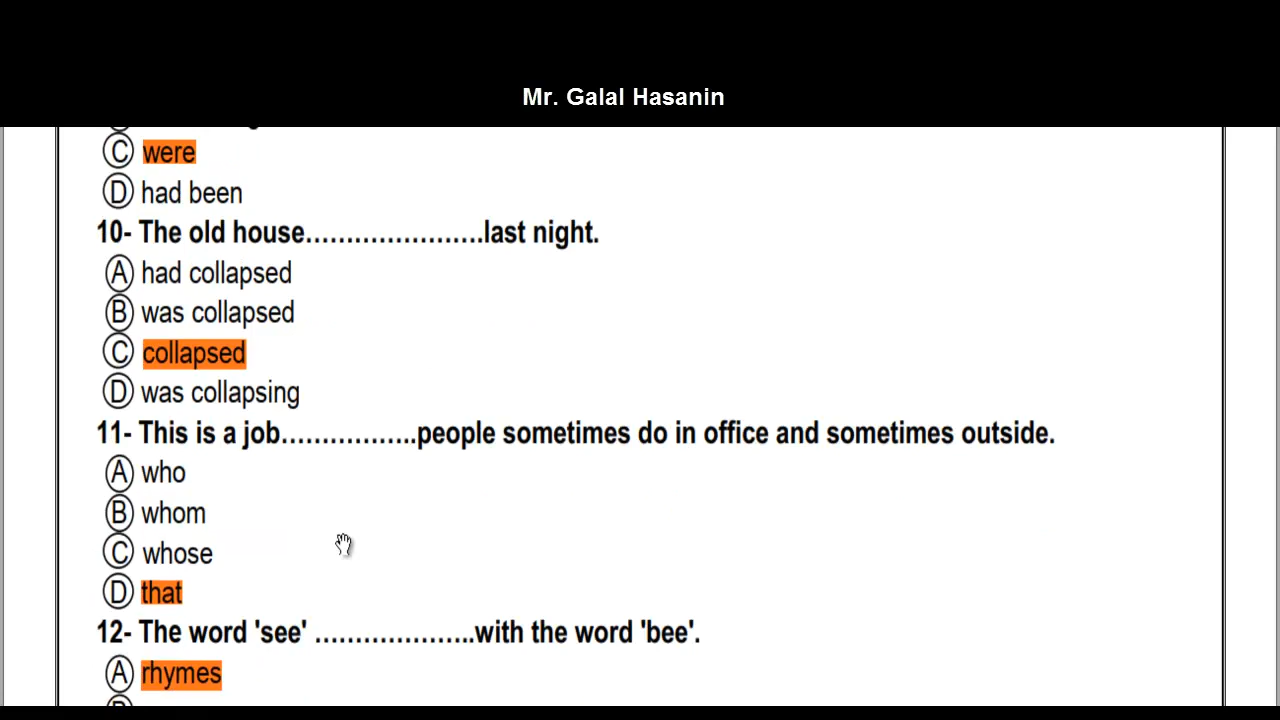 Mr. Galal Hasanin
C were
D had been
10- The old house………………….last night.
A had collapsed
B was collapsed
C collapsed
D was collapsing
11- This is a job……………..people sometimes do in office and sometimes outside.
A who
B whom
C whose
D that
12- The word 'see' ………………..with the word 'bee'.
A rhymes